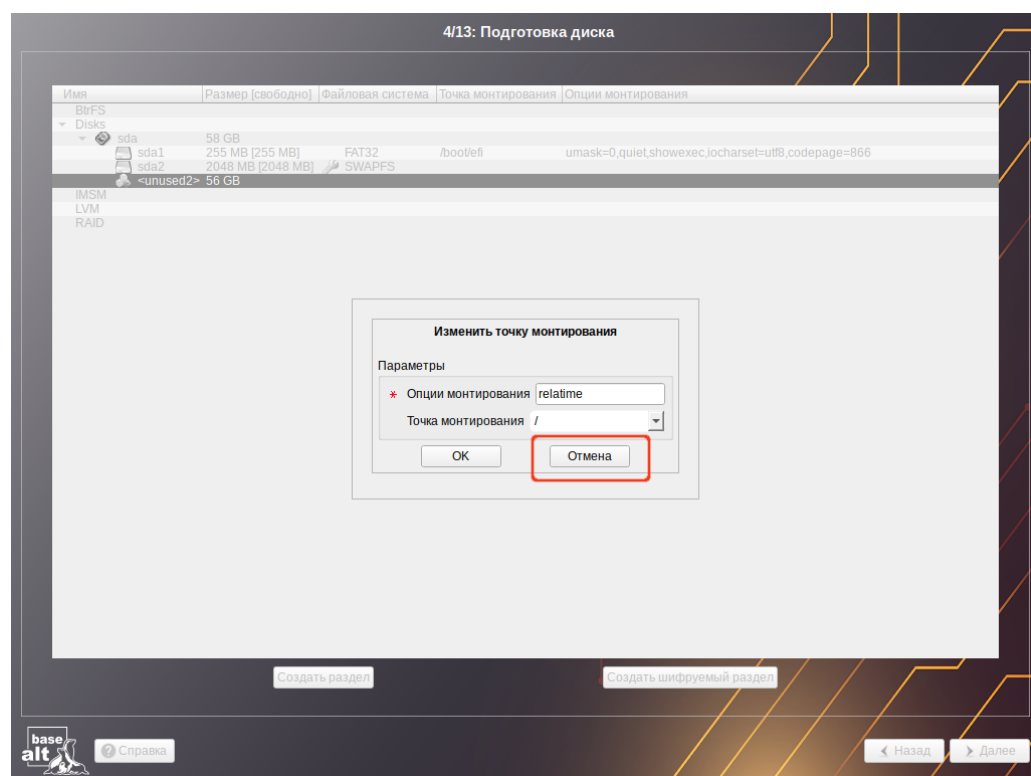 4/13: Подготовка диска
Имя Размер [свободно] Файловая система Точка монтирования Опции монтирования
BtrFS
Disks
sda 58 GB
sda1 255 MB [255 MB] FAT32 /boot/efi umask=0,quiet,showexec,iocharset=utf8,codepage=866
sda2 2048 MB [2048 MB] SWAPFS
<unused2> 56 GB
IMSM
LVM
RAID
Изменить точку монтирования
Параметры
* Опции монтирования relatime
Точка монтирования /
OK Отмена
Создать раздел Создать шифруемый раздел
base
alt
? Справка Назад Далее